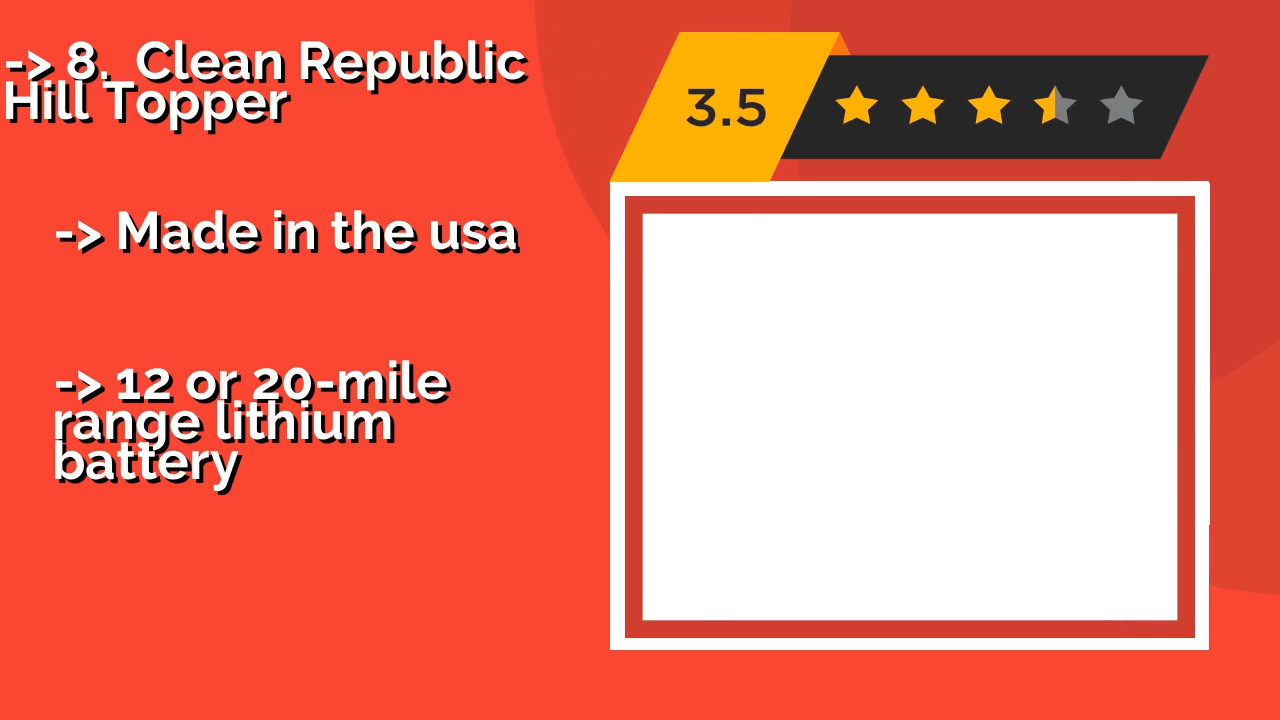 -> 8.  Clean Republic
Hill Topper
3.5
-> Made in the usa
-> 12 or 20-mile
range lithium
battery